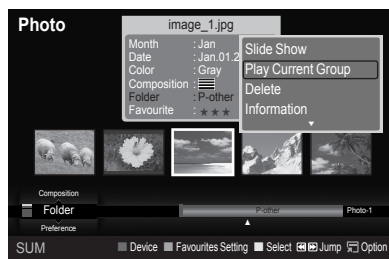 Photo
image_1.jpg
Month : Jan
Date : Jan.01.2
Color : Gray
Composition :
Folder : P-other
Favourite : ★ ★ ★
Slide Show
Play Current Group
Delete
Information
Composition
Folder
P-other
Photo-1
Preference
SUM
Device
Favourites Setting
Select
Jump
Option